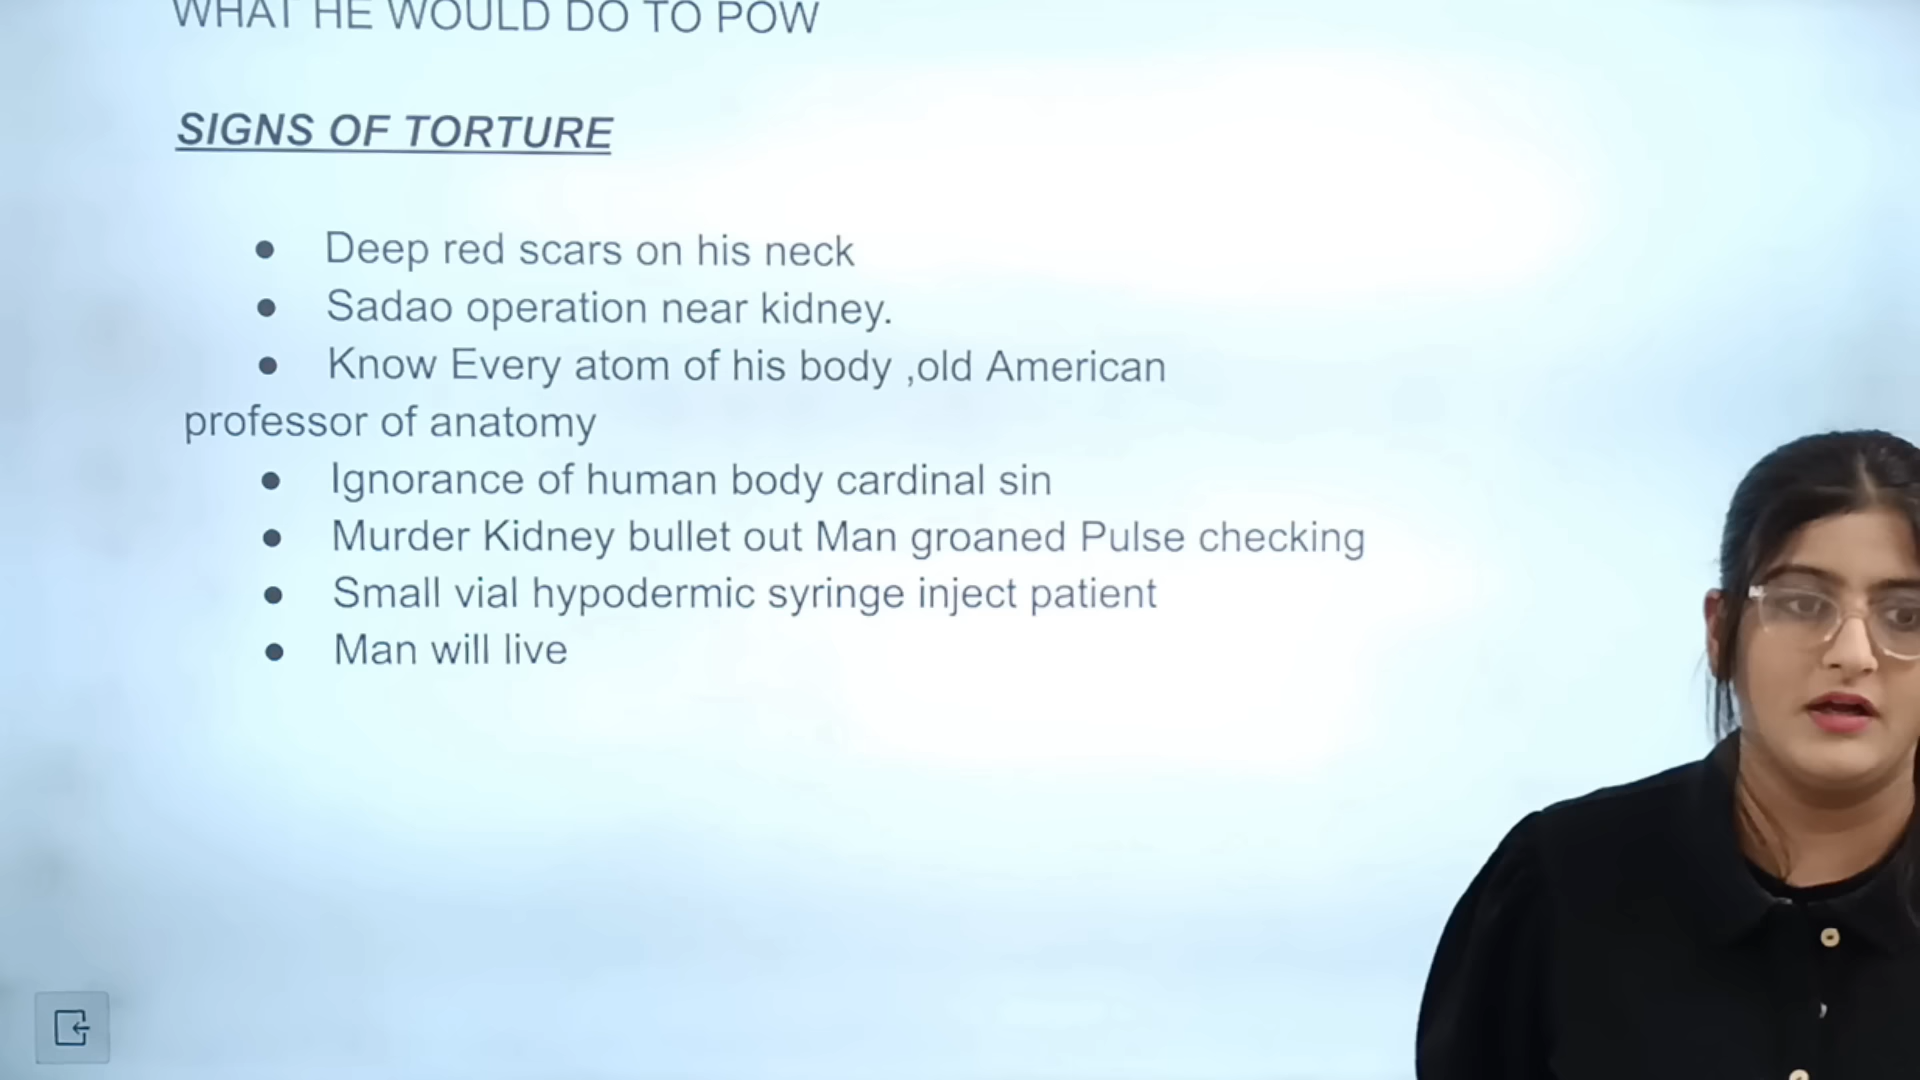 WHAT HE WOULD DO TO POW
SIGNS OF TORTURE
● Deep red scars on his neck
● Sadao operation near kidney.
● Know Every atom of his body ,old American
professor of anatomy
● Ignorance of human body cardinal sin
● Murder Kidney bullet out Man groaned Pulse checking
● Small vial hypodermic syringe inject patient
● Man will live